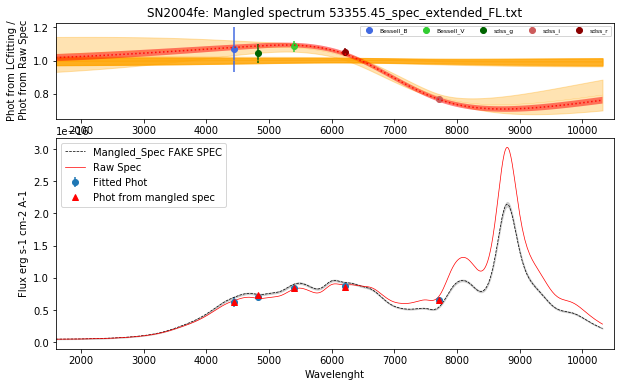 SN2004fe: Mangled spectrum 53355.45_spec_extended_FL.txt
Phot from LCfitting /
Phot from Raw Spec
1.2
1.0
0.8
Bessell_B
Bessell_V
sdss_g
sdss_i
sdss_r
2000 3000 4000 5000 6000 7000 8000 9000 10000
1e-16
Flux erg s-1 cm-2 A-1
3.0
2.5
2.0
1.5
1.0
0.5
0.0
Mangled_Spec FAKE SPEC
Raw Spec
Fitted Phot
Phot from mangled spec
2000 3000 4000 5000 6000 7000 8000 9000 10000
Wavelenght